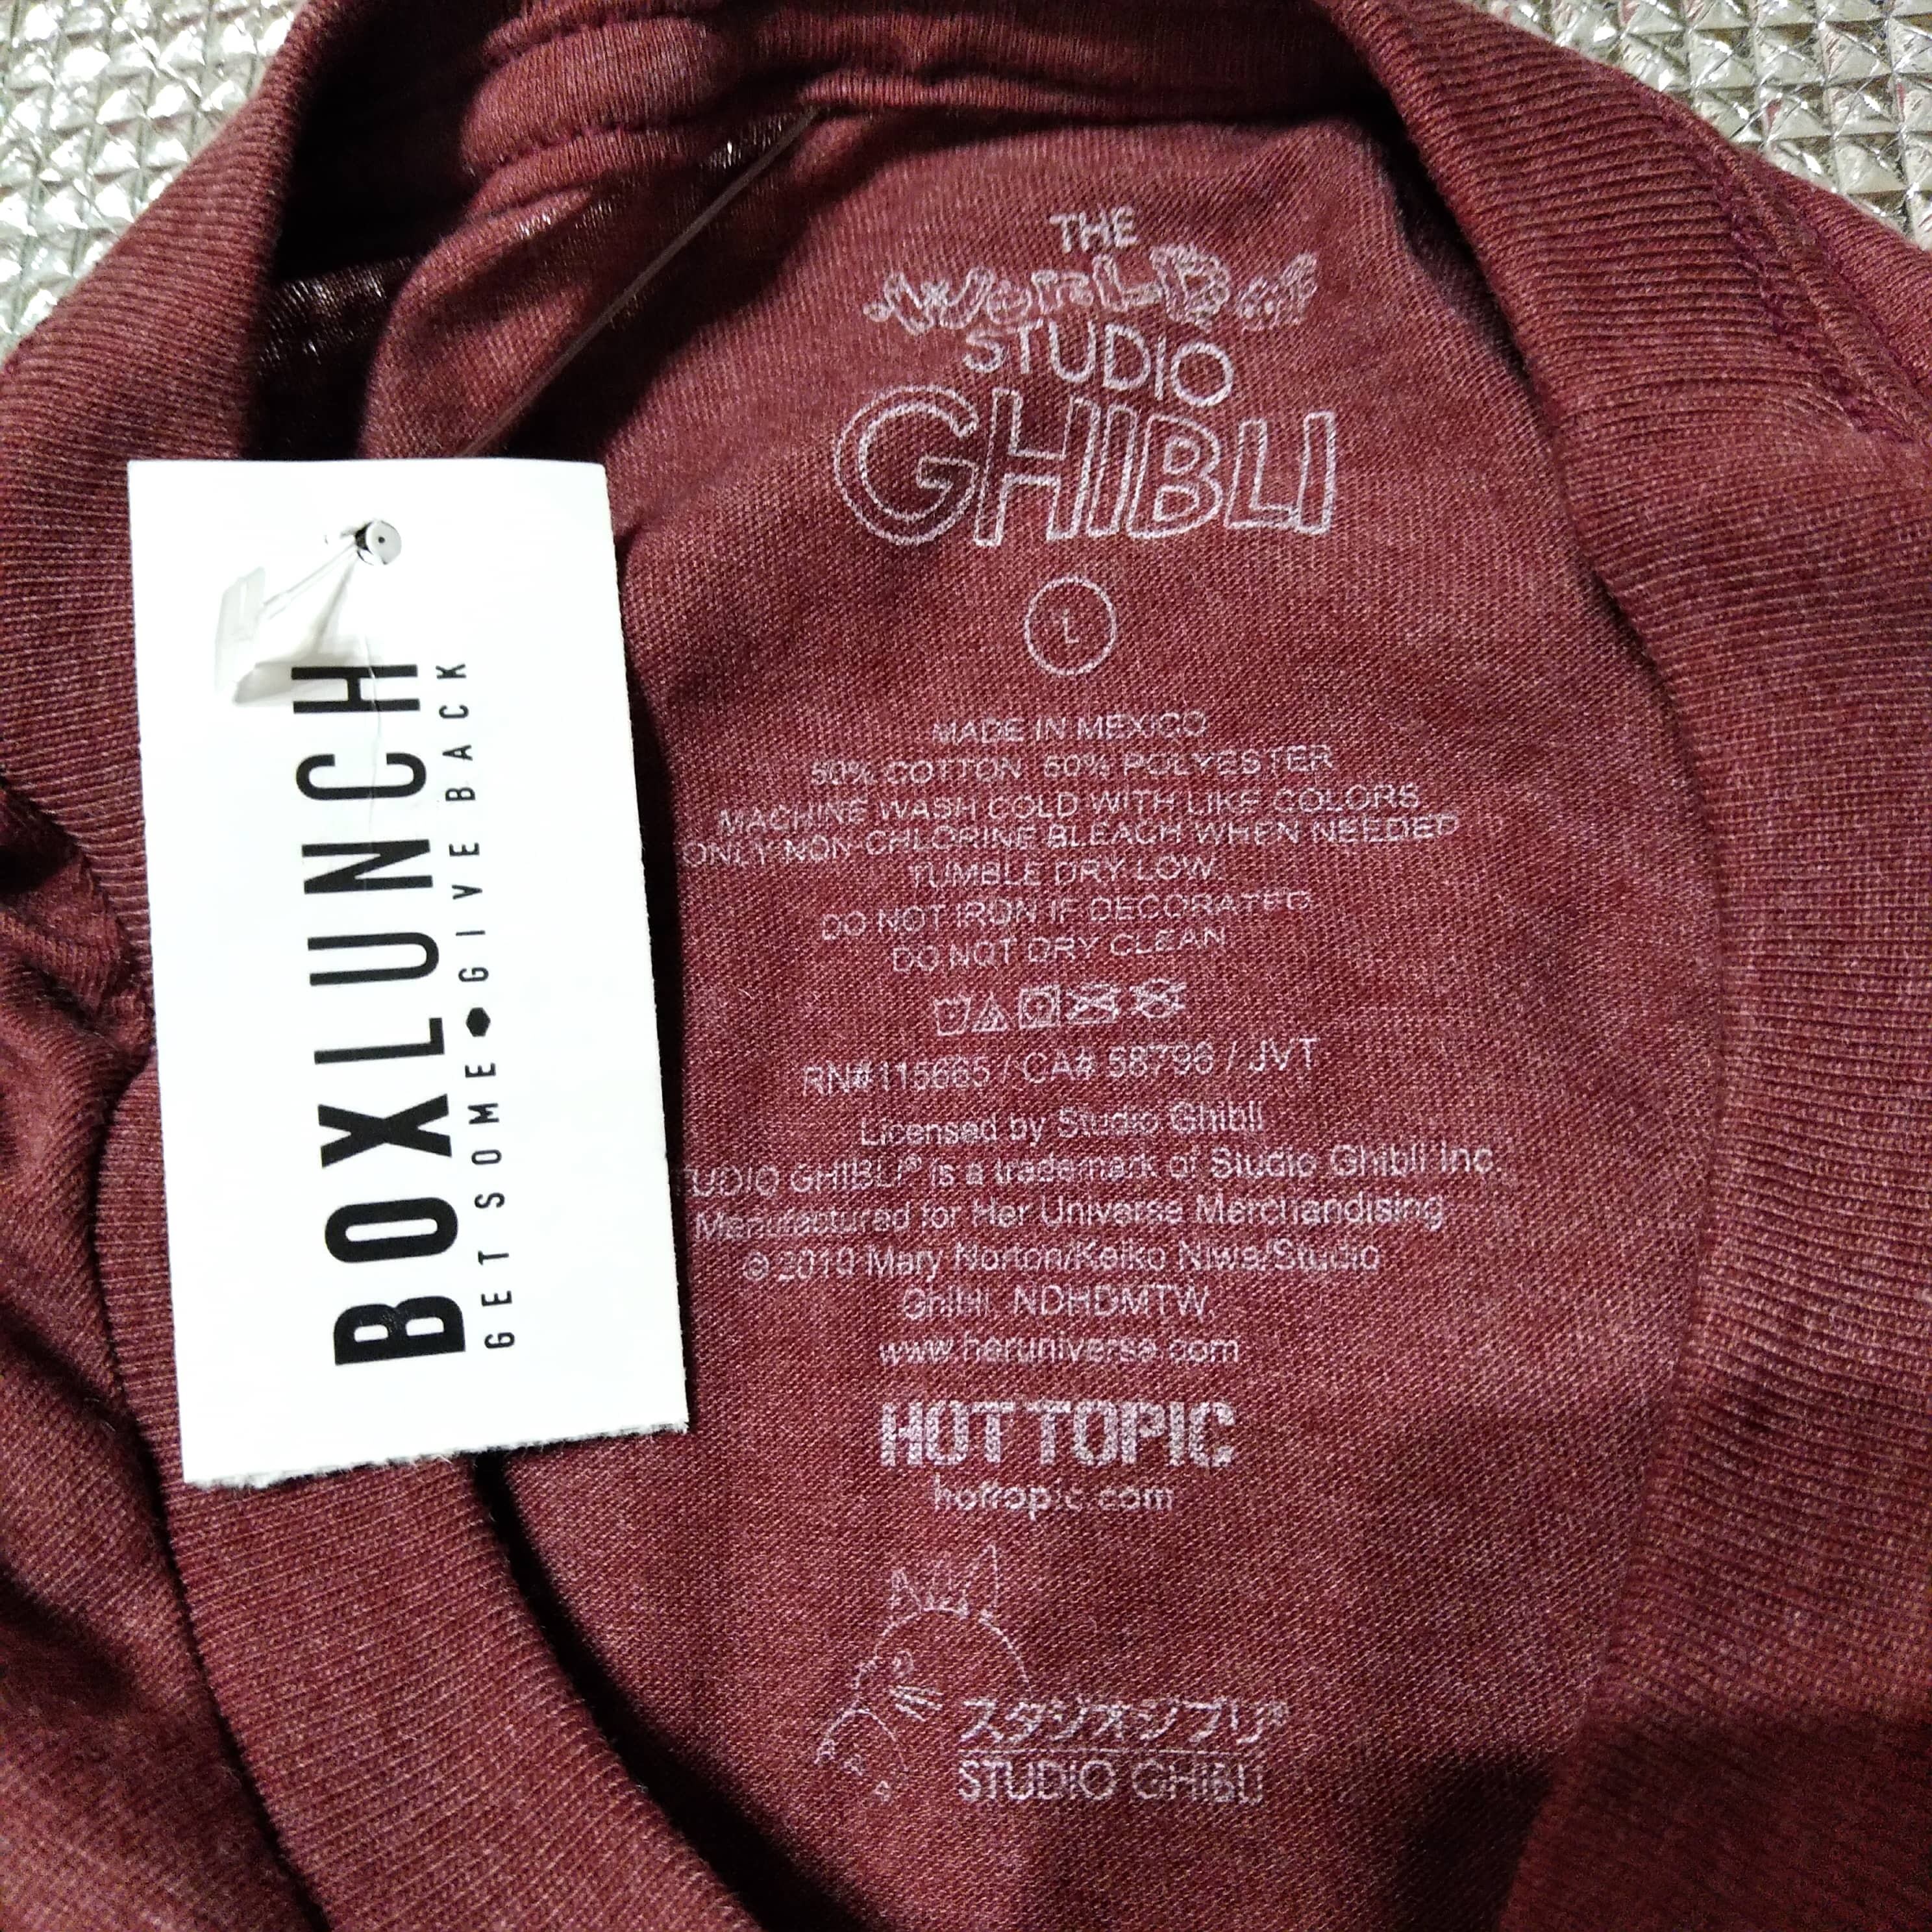 THE
WORLD of
STUDIO
GHIBLI
L
MADE IN MEXICO
50% COTTON 50% POLYESTER
MACHINE WASH COLD WITH LIKE COLORS
ONLY NON-CHLORINE BLEACH WHEN NEEDED
TUMBLE DRY LOW.
DO NOT IRON IF DECORATED
DO NOT DRY CLEAN
RN#115665 / CA# 58796 / JVT
Licensed by Studio Ghibli
TUDIO GHIBLI® is a trademark of Studio Ghibli Inc.
Manufactured for Her Universe Merchandising
© 2010 Mary Norton/Keiko Niwa/Studio
Ghibli, NDHDMTW.
www.heruniverse.com
HOT TOPIC
hottopic.com
スタジオジブリ®
STUDIO GHIBLI
BOXLUNCH
GET SOME GIVE BACK